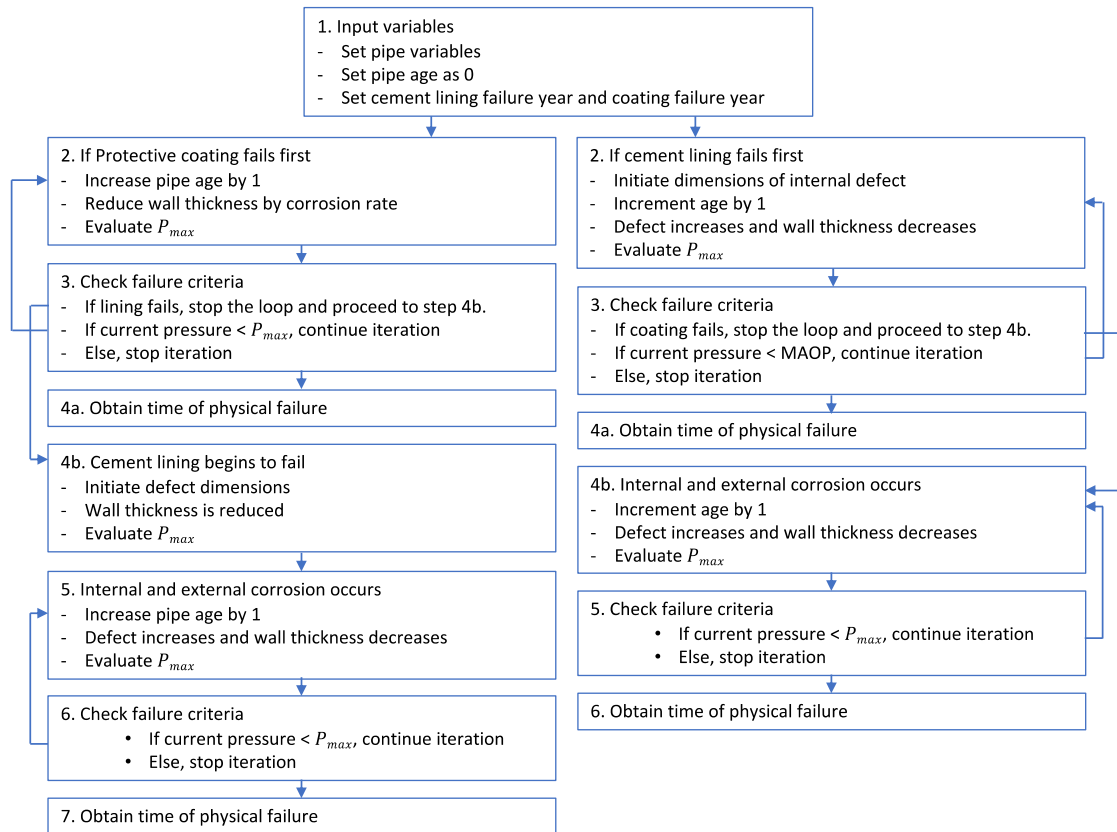 1. Input variables
- Set pipe variables
- Set pipe age as 0
- Set cement lining failure year and coating failure year
2. If Protective coating fails first
- Increase pipe age by 1
- Reduce wall thickness by corrosion rate
- Evaluate P_max
3. Check failure criteria
- If lining fails, stop the loop and proceed to step 4b.
- If current pressure < P_max, continue iteration
- Else, stop iteration
4a. Obtain time of physical failure
4b. Cement lining begins to fail
- Initiate defect dimensions
- Wall thickness is reduced
- Evaluate P_max
5. Internal and external corrosion occurs
- Increase pipe age by 1
- Defect increases and wall thickness decreases
- Evaluate P_max
6. Check failure criteria
• If current pressure < P_max, continue iteration
• Else, stop iteration
7. Obtain time of physical failure
2. If cement lining fails first
- Initiate dimensions of internal defect
- Increment age by 1
- Defect increases and wall thickness decreases
- Evaluate P_max
3. Check failure criteria
- If coating fails, stop the loop and proceed to step 4b.
- If current pressure < MAOP, continue iteration
- Else, stop iteration
4a. Obtain time of physical failure
4b. Internal and external corrosion occurs
- Increment age by 1
- Defect increases and wall thickness decreases
- Evaluate P_max
5. Check failure criteria
• If current pressure < P_max, continue iteration
• Else, stop iteration
6. Obtain time of physical failure